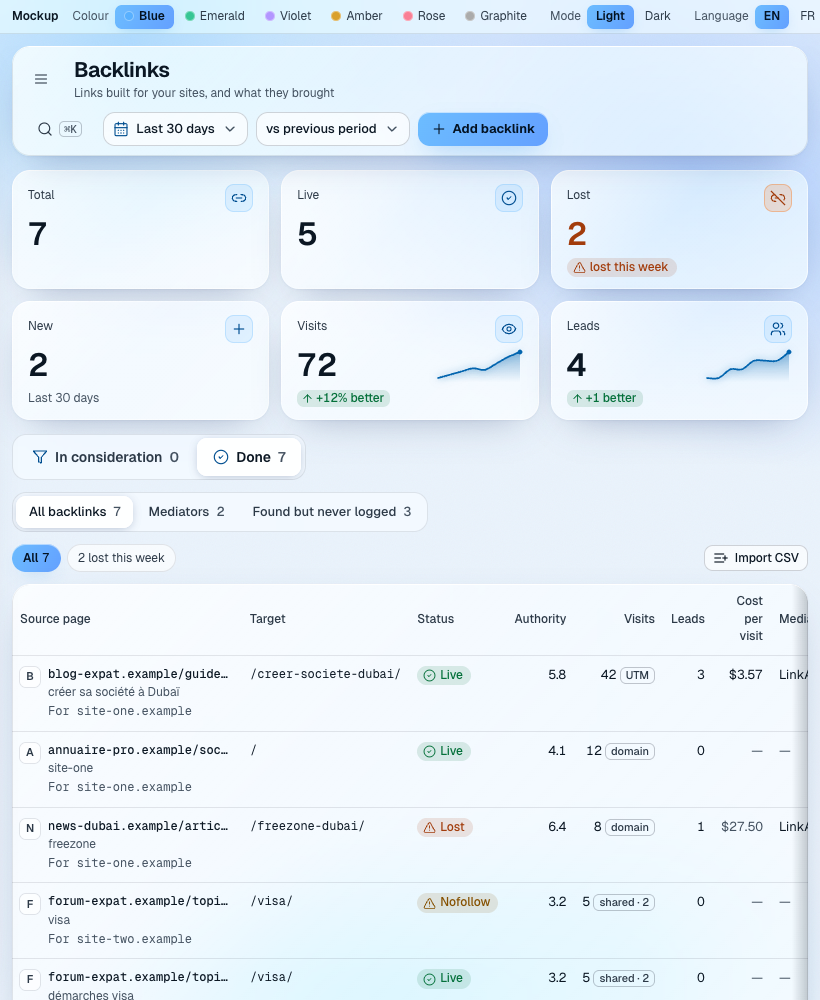 Mockup Colour Blue Emerald Violet Amber Rose Graphite Mode Light Dark Language EN FR
Backlinks
Links built for your sites, and what they brought
⌘K Last 30 days vs previous period Add backlink
Total
7
Live
5
Lost
2
lost this week
New
2
Last 30 days
Visits
72
+12% better
Leads
4
+1 better
In consideration 0 Done 7
All backlinks 7 Mediators 2 Found but never logged 3
All 7 2 lost this week Import CSV
Source page Target Status Authority Visits Leads Cost per visit
B blog-expat.example/guide… /creer-societe-dubai/ Live 5.8 42 UTM 3 $3.57
créer sa société à Dubaï
For site-one.example
A annuaire-pro.example/soc… / Live 4.1 12 domain 0 — —
site-one
For site-one.example
N news-dubai.example/artic… /freezone-dubai/ Lost 6.4 8 domain 1 $27.50
freezone
For site-one.example
F forum-expat.example/topi… /visa/ Nofollow 3.2 5 shared · 2 0 — —
visa
For site-two.example
F forum-expat.example/topi… /visa/ Live 3.2 5 shared · 2 0 — —
démarches visa